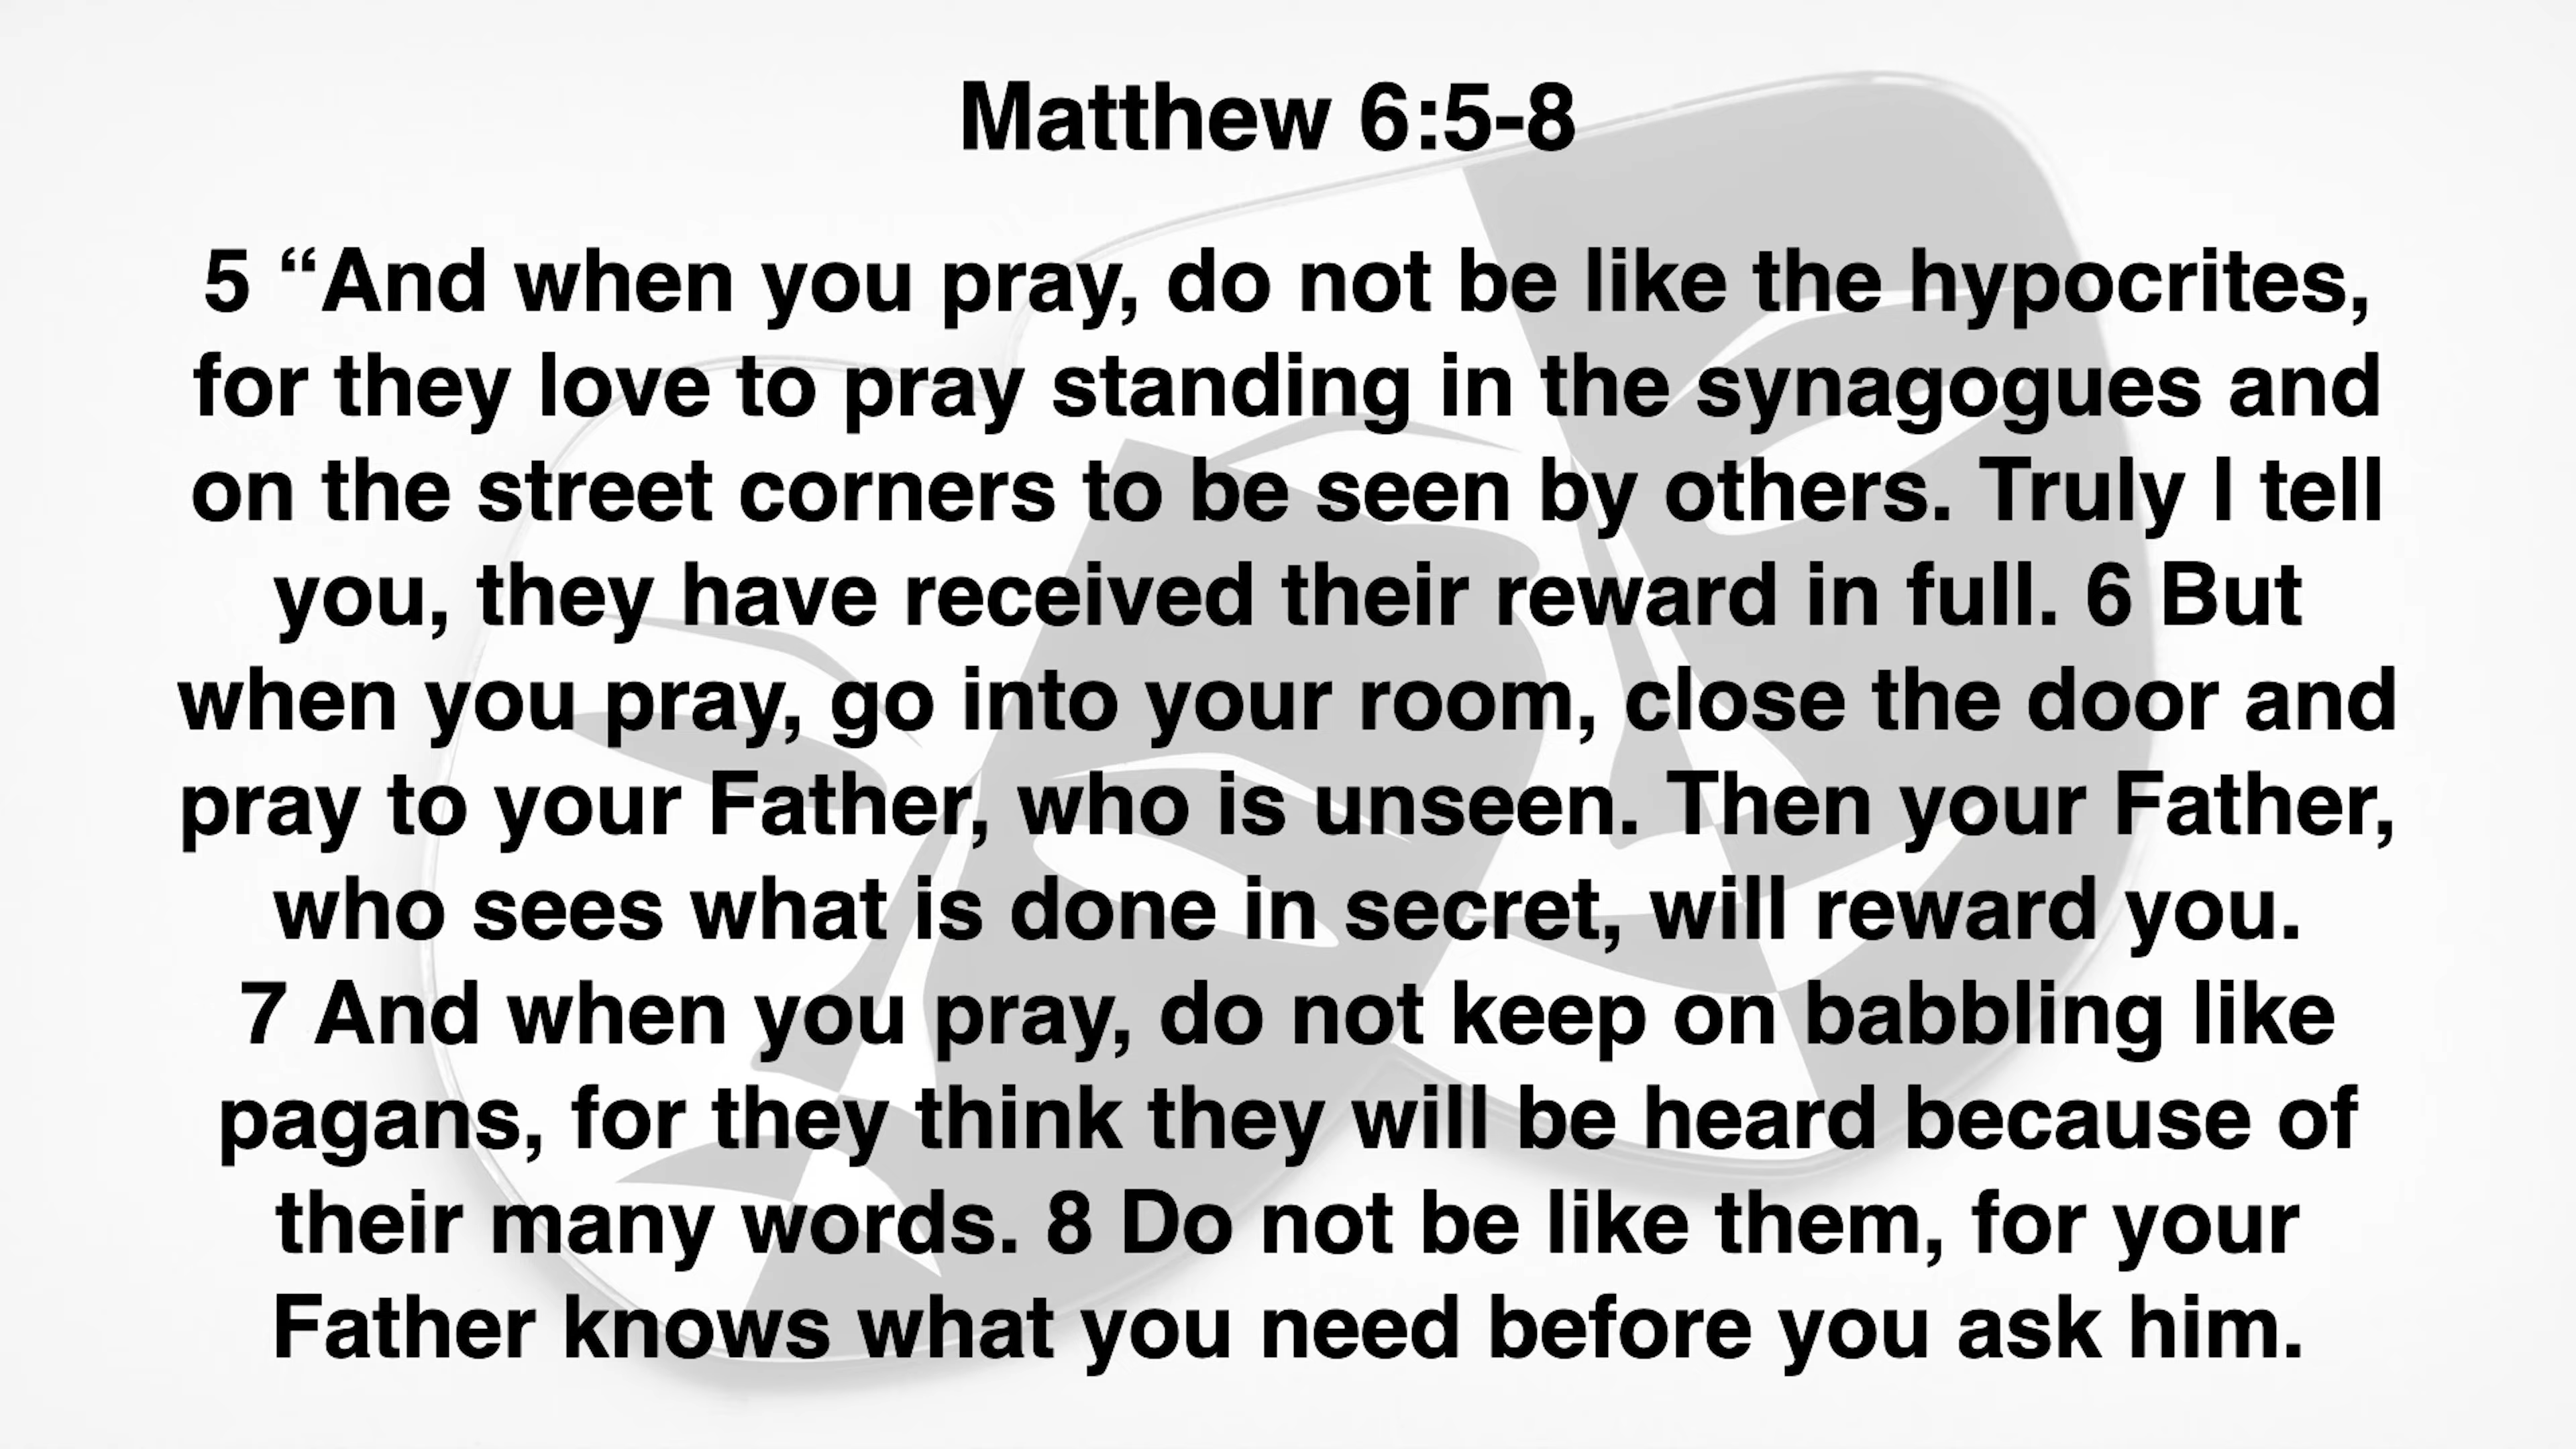 Matthew 6:5-8
5 “And when you pray, do not be like the hypocrites,
for they love to pray standing in the synagogues and
on the street corners to be seen by others. Truly I tell
you, they have received their reward in full. 6 But
when you pray, go into your room, close the door and
pray to your Father, who is unseen. Then your Father,
who sees what is done in secret, will reward you.
7 And when you pray, do not keep on babbling like
pagans, for they think they will be heard because of
their many words. 8 Do not be like them, for your
Father knows what you need before you ask him.